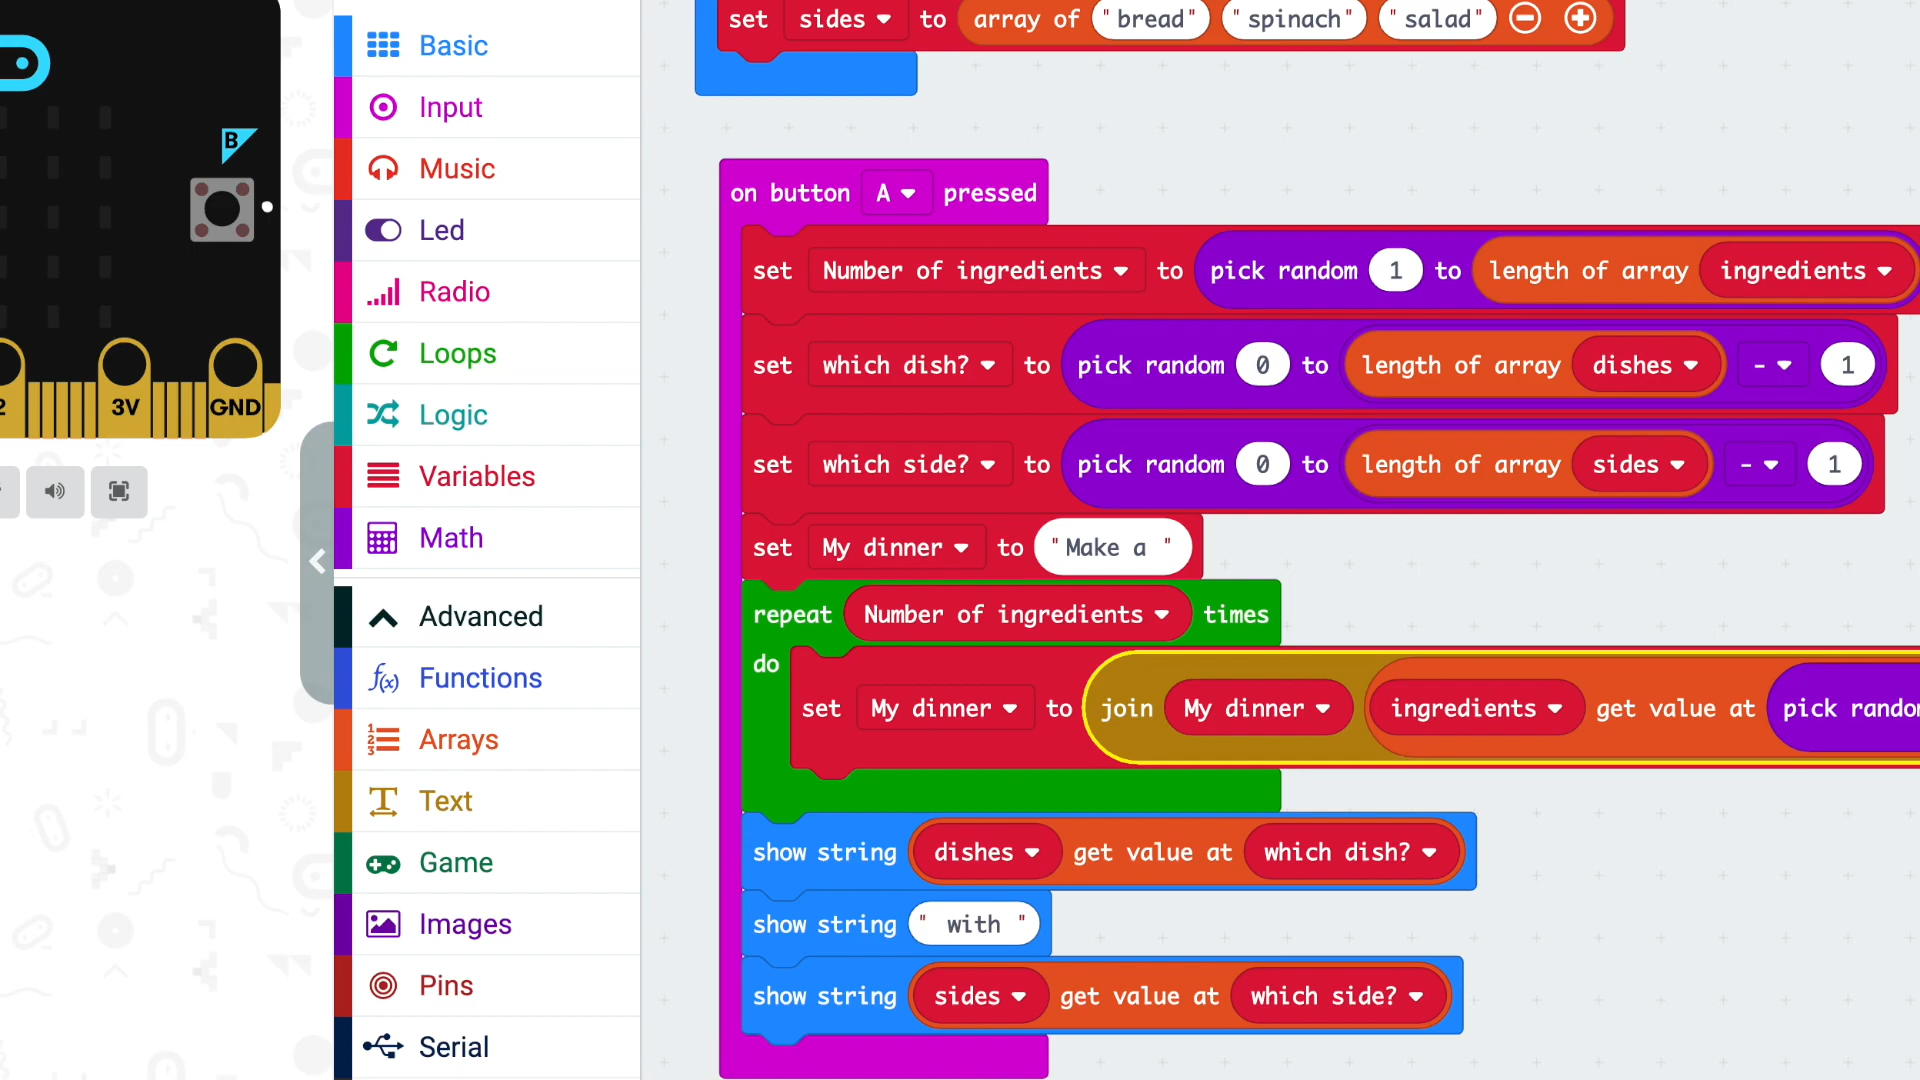 set sides to array of "bread" "spinach" "salad"
Basic
Input
Music
Led
Radio
Loops
Logic
Variables
Math
Advanced
Functions
Arrays
Text
Game
Images
Pins
Serial
B
2 3V GND
on button A pressed
set Number of ingredients to pick random 1 to length of array ingredients
set which dish? to pick random 0 to length of array dishes - 1
set which side? to pick random 0 to length of array sides - 1
set My dinner to "Make a "
repeat Number of ingredients times
do
set My dinner to join My dinner ingredients get value at pick
show string dishes get value at which dish?
show string " with "
show string sides get value at which side?